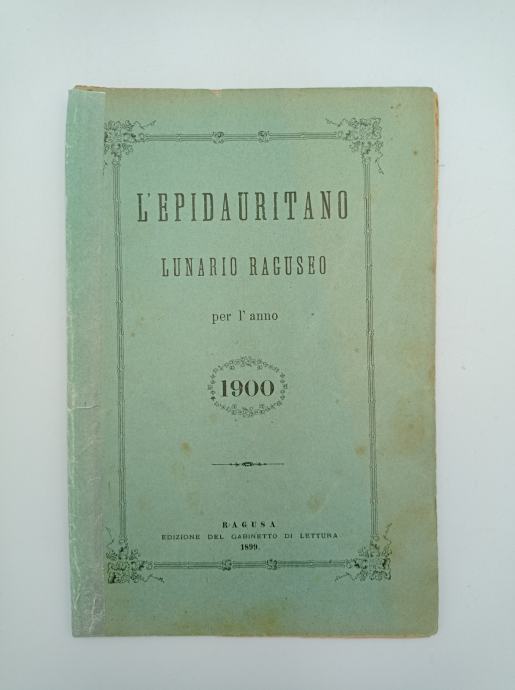 L'EPIDAURITANO
LUNARIO RAGUSEO
per l'anno
1900
RAGUSA
EDIZIONE DEL GABINETTO DI LETTURA
1899.